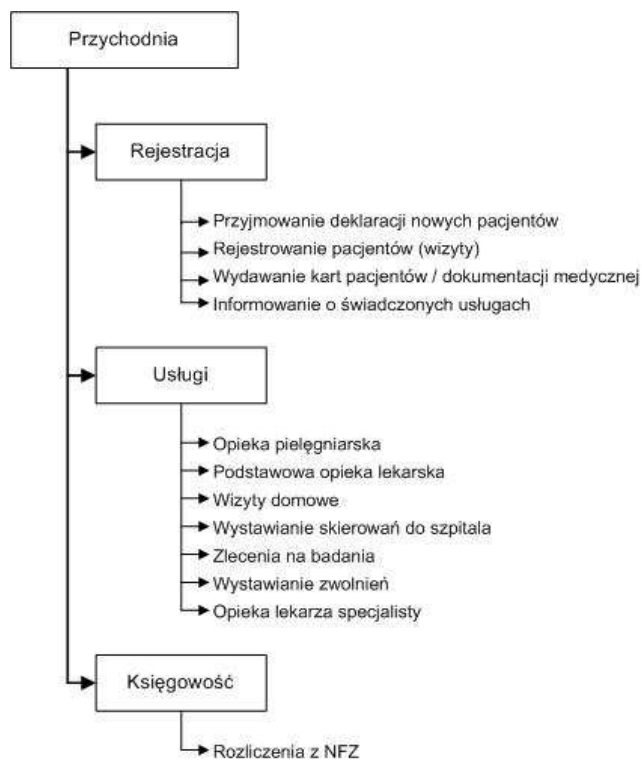 Przychodnia
Rejestracja
Przyjmowanie deklaracji nowych pacjentów
Rejestrowanie pacjentów (wizyty)
Wydawanie kart pacjentów / dokumentacji medycznej
Informowanie o świadczonych usługach
Usługi
Opieka pielęgniarska
Podstawowa opieka lekarska
Wizyty domowe
Wystawianie skierowań do szpitala
Zlecenia na badania
Wystawianie zwolnień
Opieka lekarza specjalisty
Księgowość
Rozliczenia z NFZ